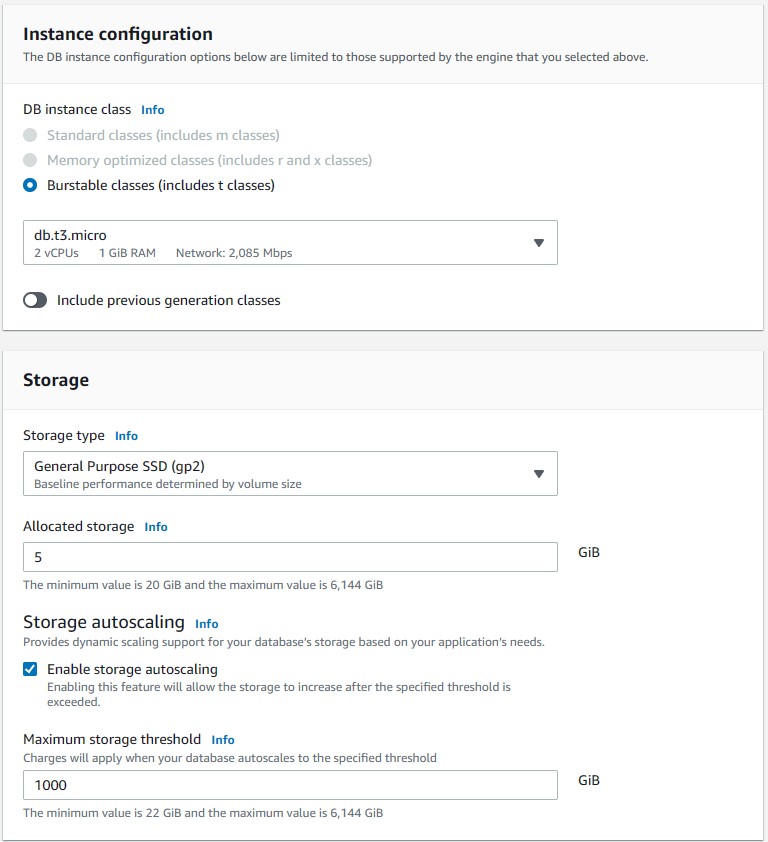 Instance configuration
The DB instance configuration options below are limited to those supported by the engine that you selected above.
DB instance class Info
Standard classes (includes m classes)
Memory optimized classes (includes r and x classes)
Burstable classes (includes t classes)
db.t3.micro
2 vCPUs 1 GiB RAM Network: 2,085 Mbps
Include previous generation classes
Storage
Storage type Info
General Purpose SSD (gp2)
Baseline performance determined by volume size
Allocated storage Info
5 GiB
The minimum value is 20 GiB and the maximum value is 6,144 GiB
Storage autoscaling Info
Provides dynamic scaling support for your database's storage based on your application's needs.
Enable storage autoscaling
Enabling this feature will allow the storage to increase after the specified threshold is
exceeded.
Maximum storage threshold Info
Charges will apply when your database autoscales to the specified threshold
1000 GiB
The minimum value is 22 GiB and the maximum value is 6,144 GiB